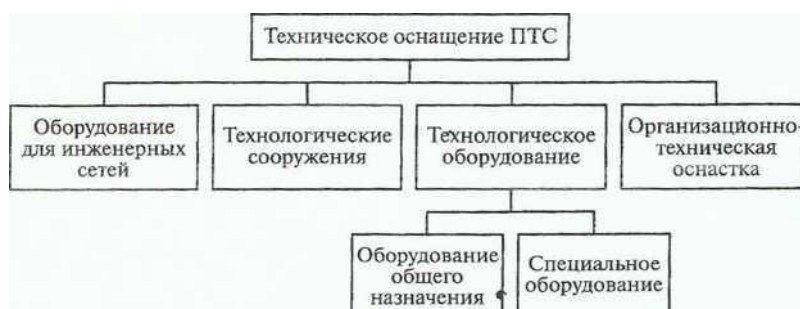 Техническое оснащение ПТС
Оборудование
для инженерных
сетей
Технологические
сооружения
Технологическое
оборудование
Организационно-
техническая
оснастка
Оборудование
общего
назначения
Специальное
оборудование